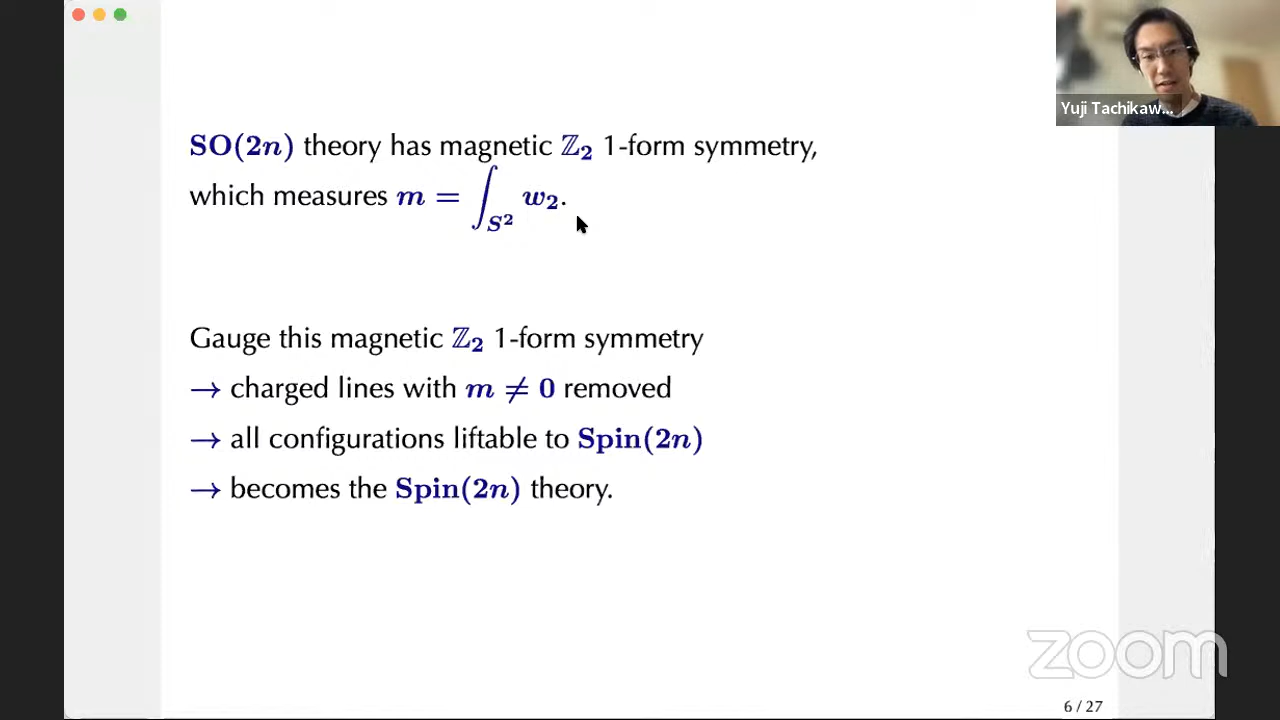 Yuji Tachikaw...
SO(2n) theory has magnetic ℤ₂ 1-form symmetry,
which measures m = ∫_{S²} w₂.
Gauge this magnetic ℤ₂ 1-form symmetry
→ charged lines with m ≠ 0 removed
→ all configurations liftable to Spin(2n)
→ becomes the Spin(2n) theory.
zoom
6 / 27